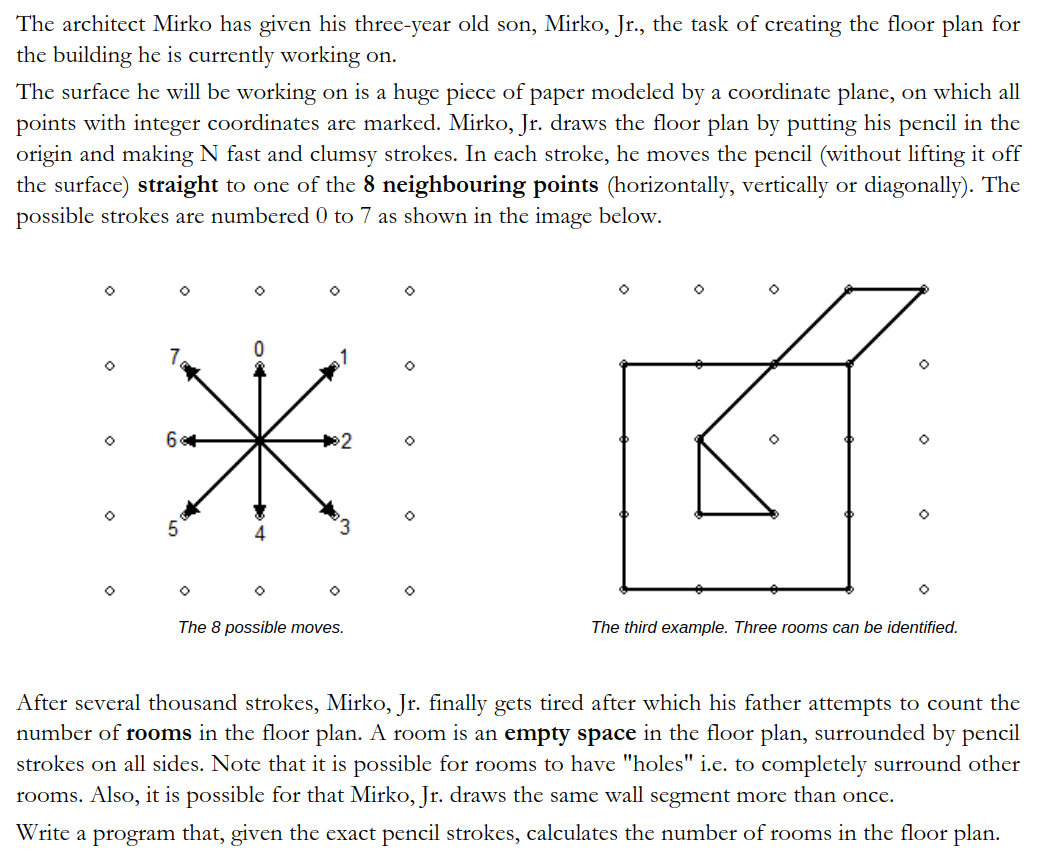 The architect Mirko has given his three-year old son, Mirko, Jr., the task of creating the floor plan for
the building he is currently working on.
The surface he will be working on is a huge piece of paper modeled by a coordinate plane, on which all
points with integer coordinates are marked. Mirko, Jr. draws the floor plan by putting his pencil in the
origin and making N fast and clumsy strokes. In each stroke, he moves the pencil (without lifting it off
the surface) straight to one of the 8 neighbouring points (horizontally, vertically or diagonally). The
possible strokes are numbered 0 to 7 as shown in the image below.
7 0 1
6 2
5 4 3
The 8 possible moves.
The third example. Three rooms can be identified.
After several thousand strokes, Mirko, Jr. finally gets tired after which his father attempts to count the
number of rooms in the floor plan. A room is an empty space in the floor plan, surrounded by pencil
strokes on all sides. Note that it is possible for rooms to have "holes" i.e. to completely surround other
rooms. Also, it is possible for that Mirko, Jr. draws the same wall segment more than once.
Write a program that, given the exact pencil strokes, calculates the number of rooms in the floor plan.